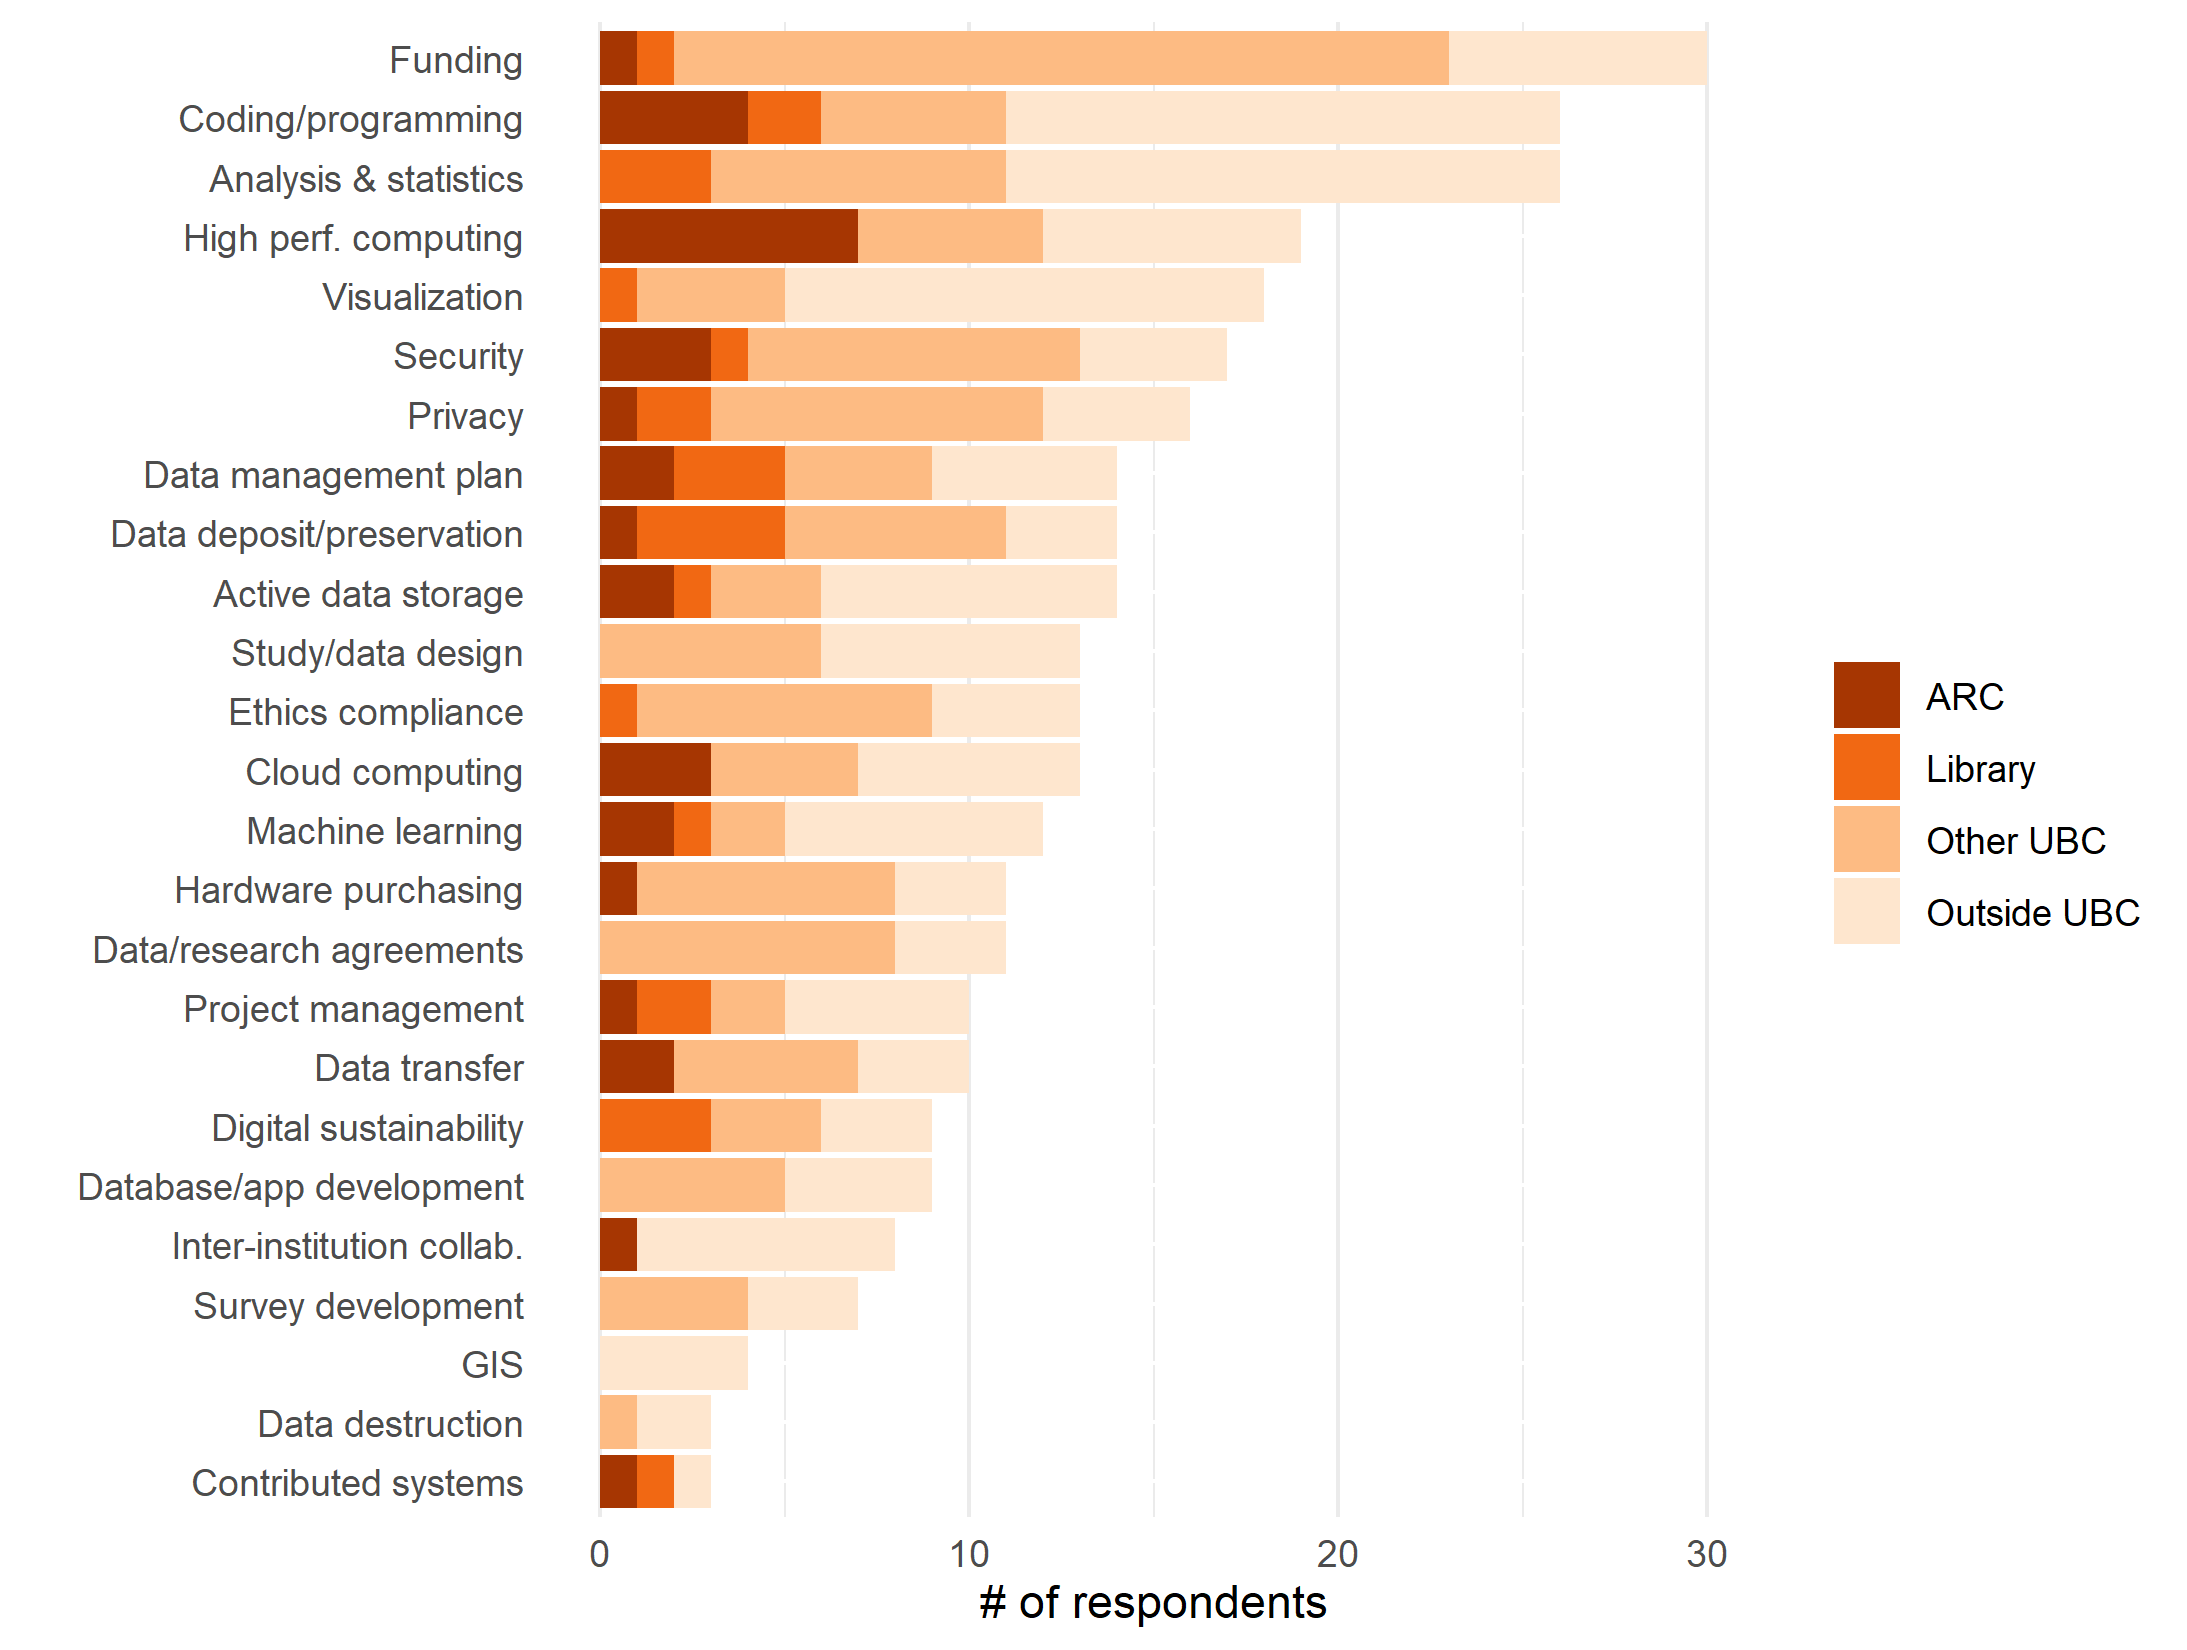 Funding
Coding/programming
Analysis & statistics
High perf. computing
Visualization
Security
Privacy
Data management plan
Data deposit/preservation
Active data storage
Study/data design
Ethics compliance
Cloud computing
Machine learning
Hardware purchasing
Data/research agreements
Project management
Data transfer
Digital sustainability
Database/app development
Inter-institution collab.
Survey development
GIS
Data destruction
Contributed systems
0 10 20 30
# of respondents
ARC
Library
Other UBC
Outside UBC